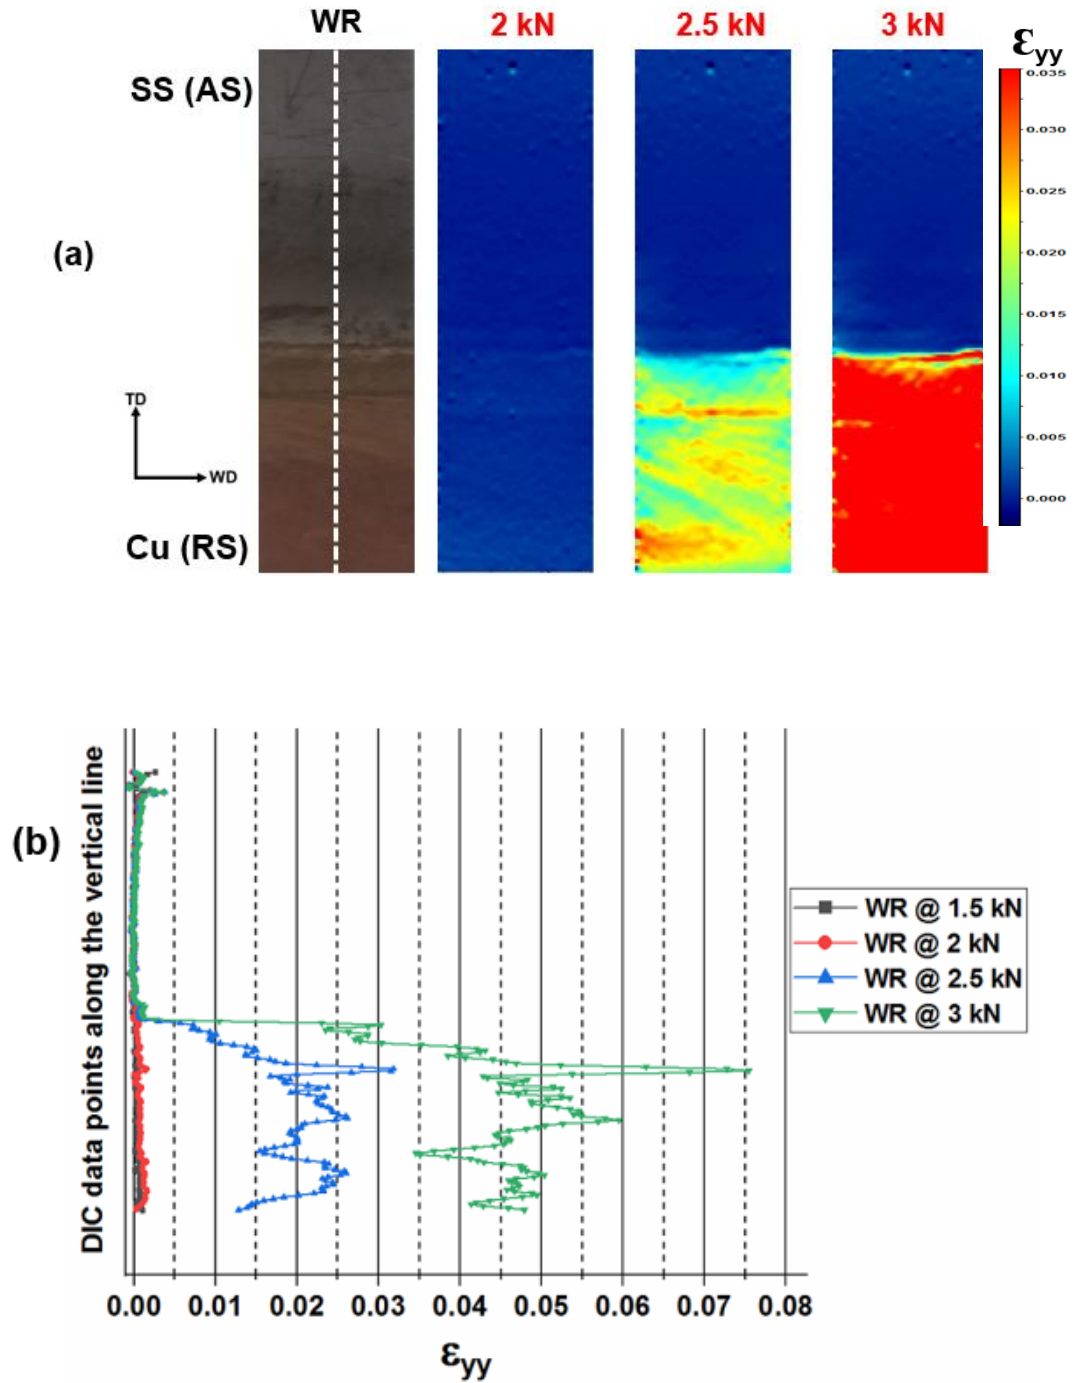 WR
2 kN
2.5 kN
3 kN
εyy
SS (AS)
0.035
0.030
0.025
0.020
0.015
0.010
0.005
0.000
(a)
TD
WD
Cu (RS)
(b)
DIC data points along the vertical line
WR @ 1.5 kN
WR @ 2 kN
WR @ 2.5 kN
WR @ 3 kN
0.00 0.01 0.02 0.03 0.04 0.05 0.06 0.07 0.08
εyy